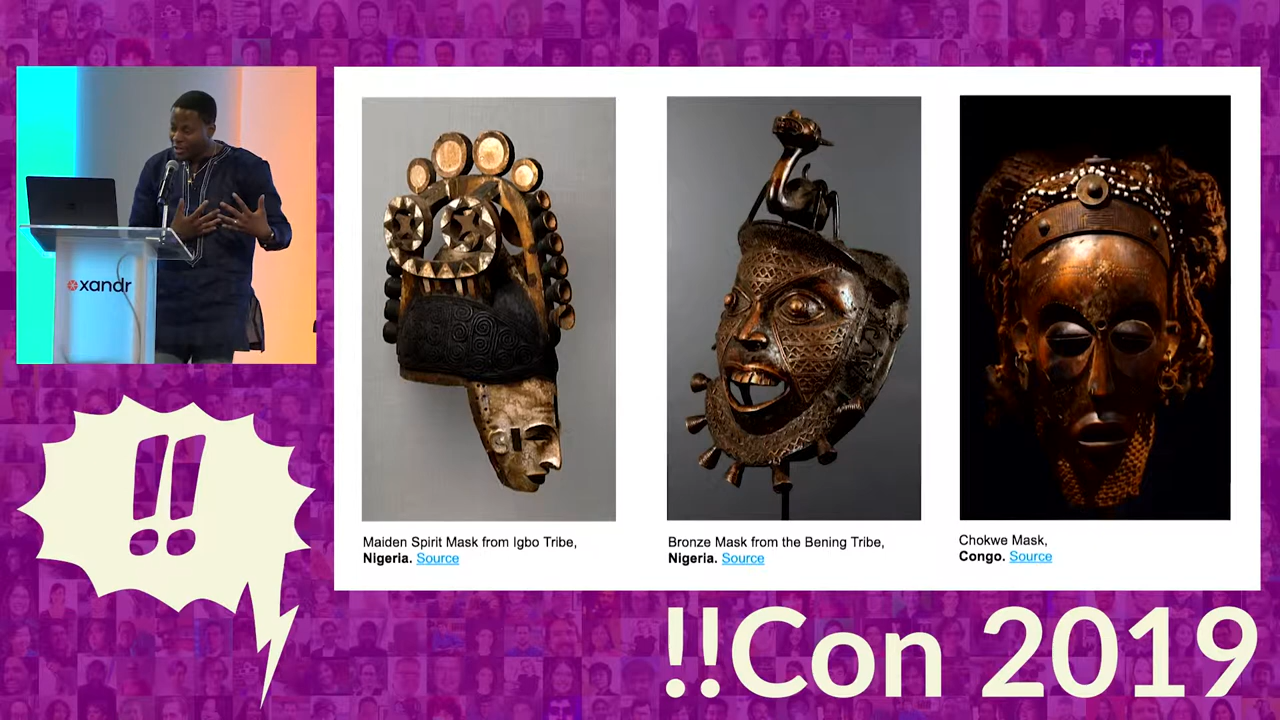 xandr
!!
Maiden Spirit Mask from Igbo Tribe,
Nigeria. Source
Bronze Mask from the Bening Tribe,
Nigeria. Source
Chokwe Mask,
Congo. Source
!!Con 2019